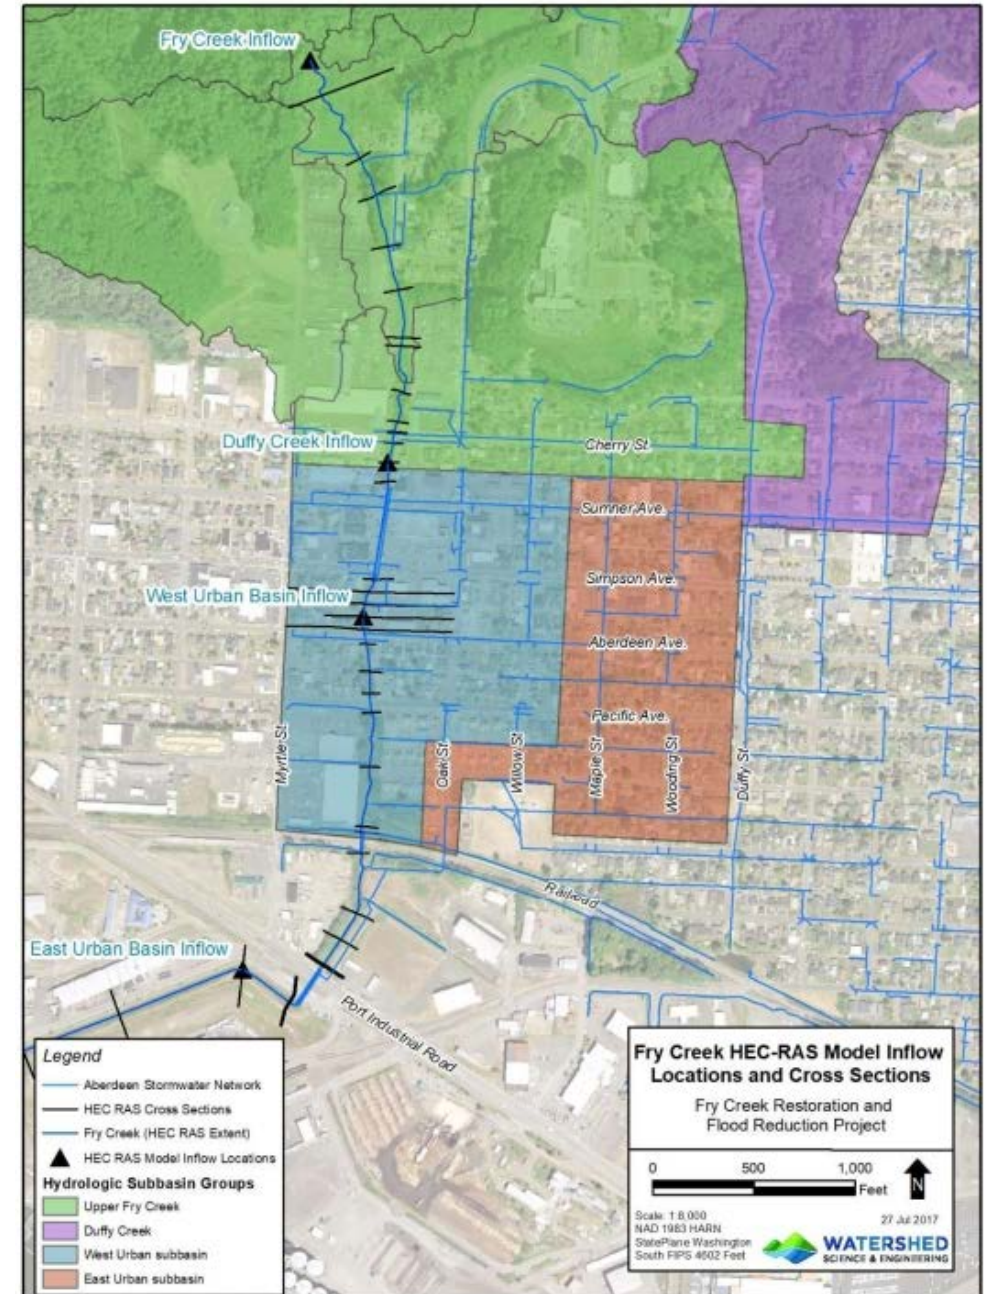 Fry Creek Inflow
Cherry St.
Duffy Creek Inflow
Sumner Ave.
Simpson Ave.
West Urban Basin Inflow
Aberdeen Ave.
Pacific Ave.
Myrtle St
Oak St
Willow St
Maple St
Wooding St
Duffy St
Railroad
East Urban Basin Inflow
Port Industrial Road
Legend
Aberdeen Stormwater Network
HEC RAS Cross Sections
Fry Creek (HEC RAS Extent)
HEC RAS Model Inflow Locations
Hydrologic Subbasin Groups
Upper Fry Creek
Duffy Creek
West Urban subbasin
East Urban subbasin
Fry Creek HEC-RAS Model Inflow
Locations and Cross Sections
Fry Creek Restoration and
Flood Reduction Project
0 500 1,000
Feet
N
Scale: 1:8,000
NAD 1983 HARN
StatePlane Washington
South FIPS 4602 Feet
27 Jul 2017
WATERSHED
SCIENCE & ENGINEERING